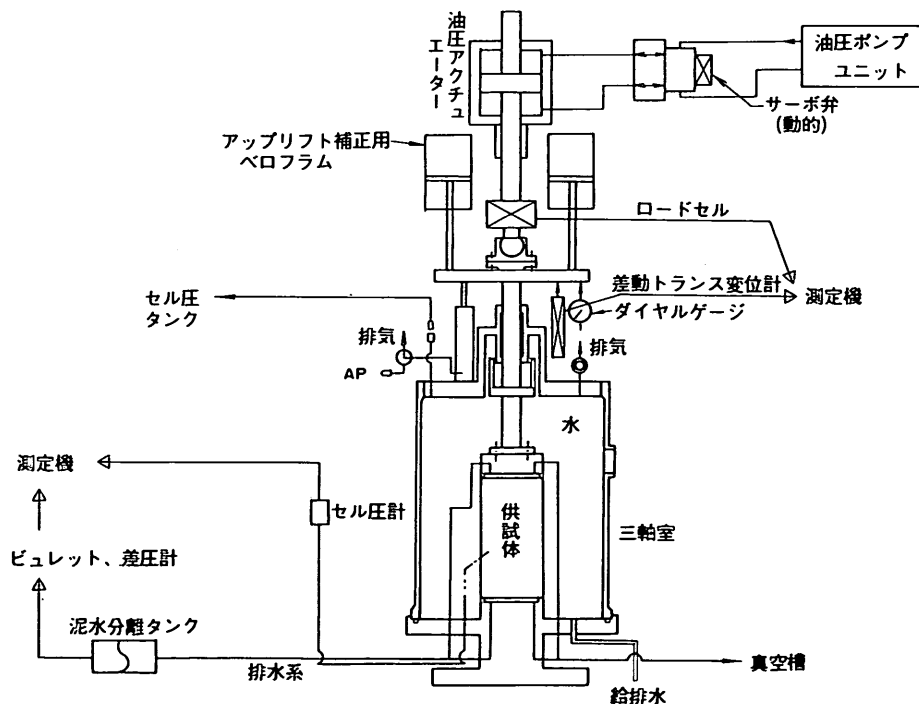 油圧アクチュ
エーター
油圧ポンプ
ユニット
サーボ弁
(動的)
アップリフト補正用
ベロフラム
ロードセル
セル圧
タンク
差動トランス変位計
測定機
ダイヤルゲージ
排気
排気
AP
水
測定機
セル圧計
供試体
三軸室
ビュレット、差圧計
泥水分離タンク
排水系
真空槽
給排水